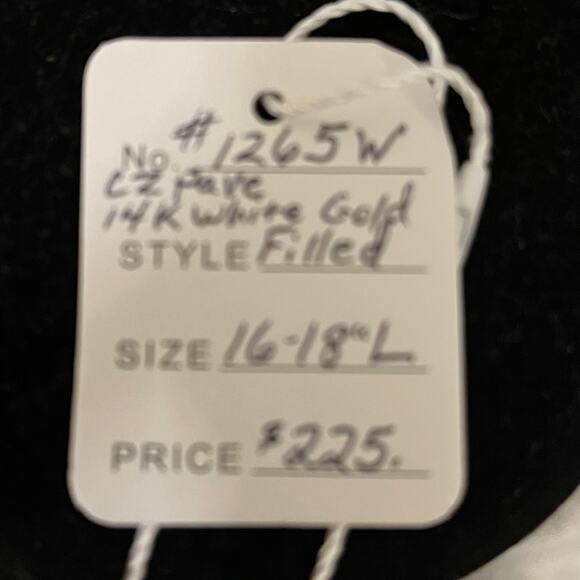 No. #1265W
CZ pave
14K White Gold
STYLE Filled
SIZE 16-18" L
PRICE $225.